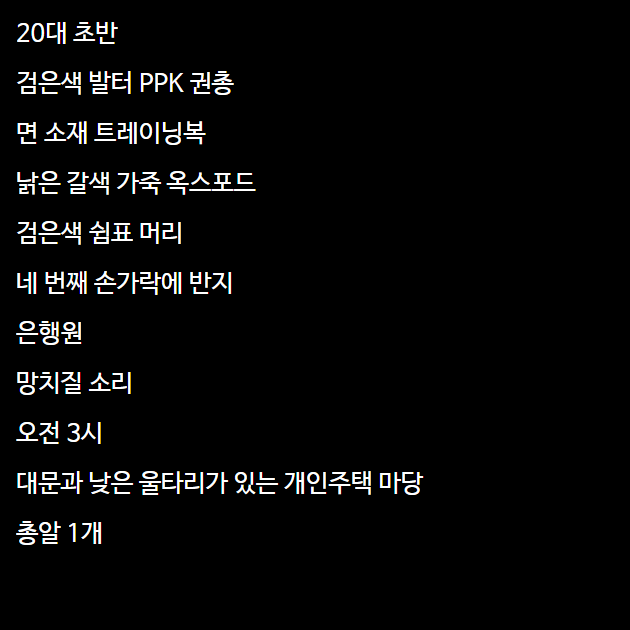 20대 초반
검은색 발터 PPK 권총
면 소재 트레이닝복
낡은 갈색 가죽 옥스포드
검은색 쉼표 머리
네 번째 손가락에 반지
은행원
망치질 소리
오전 3시
대문과 낮은 울타리가 있는 개인주택 마당
총알 1개